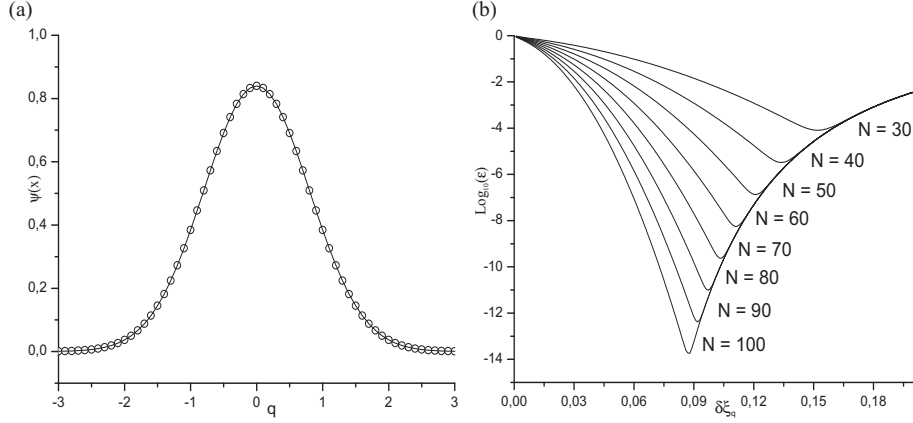 (a)
1,0
0,8
0,6
0,4
0,2
0,0
ψ(x)
-3
-2
-1
0
1
2
3
q
(b)
0
-2
-4
-6
-8
-10
-12
-14
Log₁₀(ε)
N = 30
N = 40
N = 50
N = 60
N = 70
N = 80
N = 90
N = 100
0,00
0,03
0,06
0,09
0,12
0,15
0,18
δξq